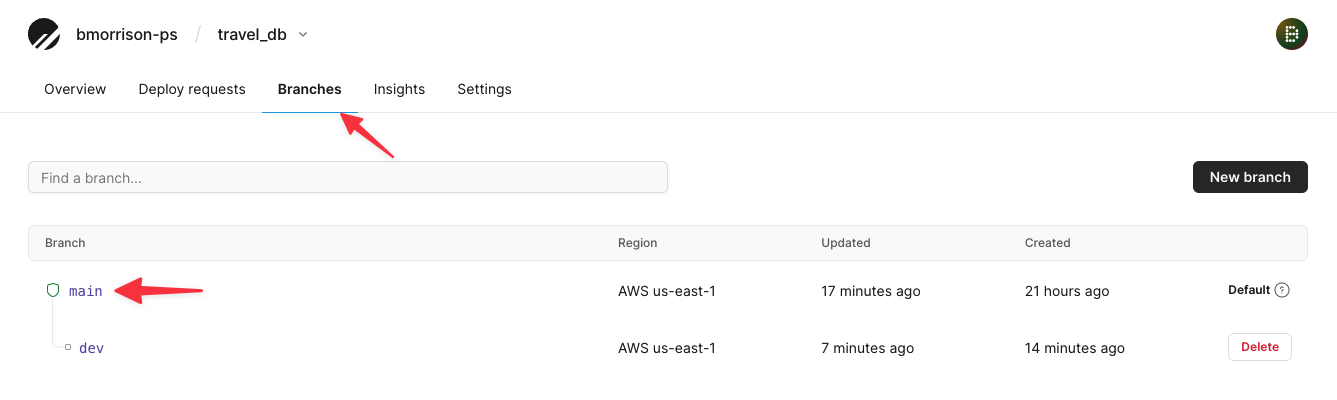 bmorrison-ps / travel_db
Overview Deploy requests Branches Insights Settings
Find a branch... New branch
Branch Region Updated Created
main AWS us-east-1 17 minutes ago 21 hours ago Default ?
dev AWS us-east-1 7 minutes ago 14 minutes ago Delete